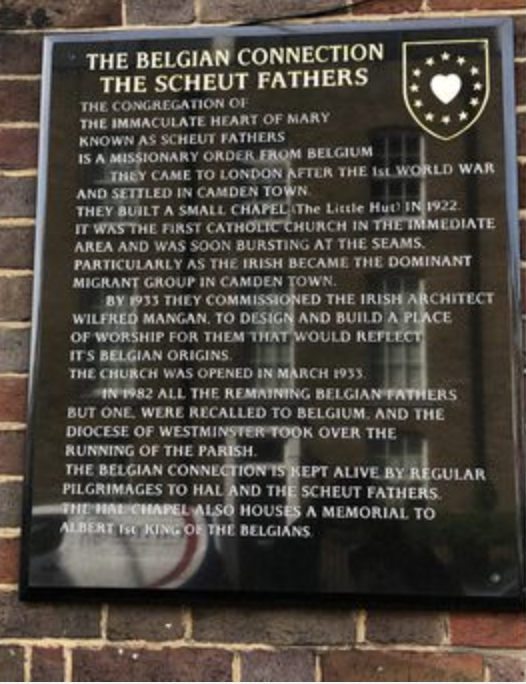 THE BELGIAN CONNECTION
THE SCHEUT FATHERS
THE CONGREGATION OF
THE IMMACULATE HEART OF MARY
KNOWN AS SCHEUT FATHERS
IS A MISSIONARY ORDER FROM BELGIUM
THEY CAME TO LONDON AFTER THE 1st WORLD WAR
AND SETTLED IN CAMDEN TOWN.
THEY BUILT A SMALL CHAPEL (The Little Hut) IN 1922.
IT WAS THE FIRST CATHOLIC CHURCH IN THE IMMEDIATE
AREA AND WAS SOON BURSTING AT THE SEAMS,
PARTICULARLY AS THE IRISH BECAME THE DOMINANT
MIGRANT GROUP IN CAMDEN TOWN.
BY 1933 THEY COMMISSIONED THE IRISH ARCHITECT
WILFRED MANGAN, TO DESIGN AND BUILD A PLACE
OF WORSHIP FOR THEM THAT WOULD REFLECT
IT'S BELGIAN ORIGINS.
THE CHURCH WAS OPENED IN MARCH 1933.
IN 1982 ALL THE REMAINING BELGIAN FATHERS
BUT ONE, WERE RECALLED TO BELGIUM, AND THE
DIOCESE OF WESTMINSTER TOOK OVER THE
RUNNING OF THE PARISH.
THE BELGIAN CONNECTION IS KEPT ALIVE BY REGULAR
PILGRIMAGES TO HAL AND THE SCHEUT FATHERS.
THE HAL CHAPEL ALSO HOUSES A MEMORIAL TO
ALBERT 1st KING OF THE BELGIANS.